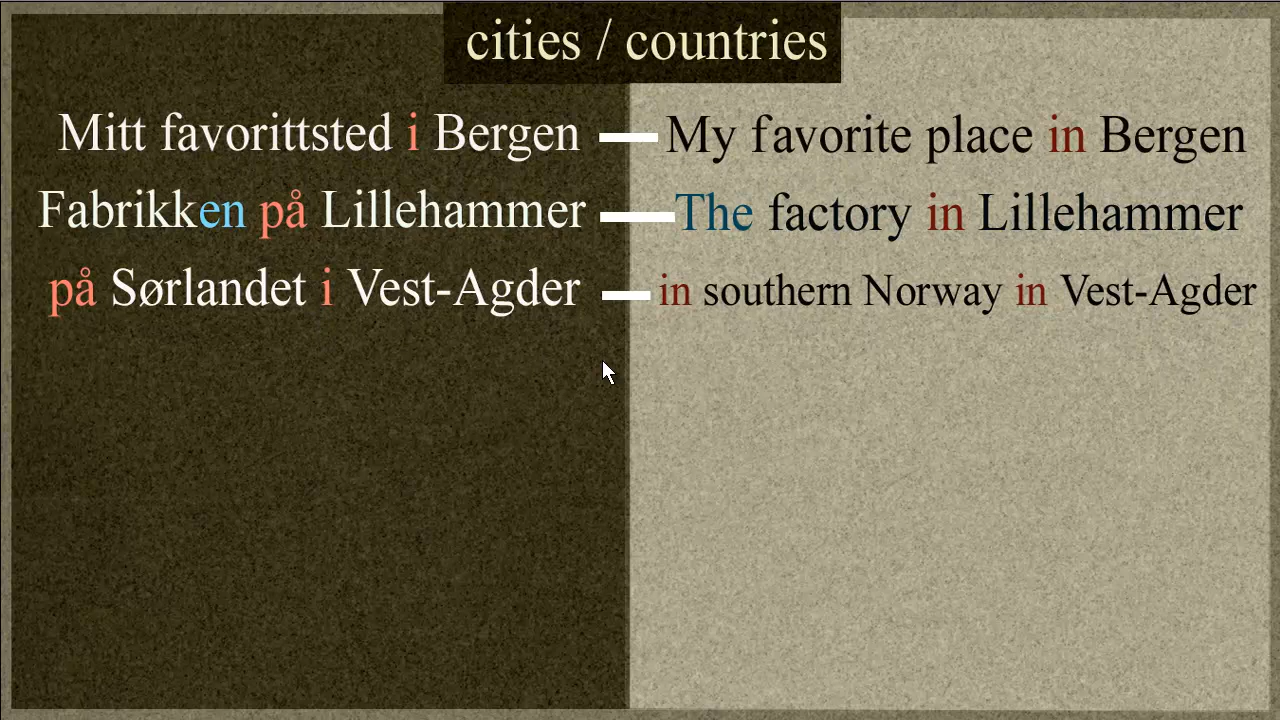 cities / countries
Mitt favorittsted i Bergen — My favorite place in Bergen
Fabrikken på Lillehammer — The factory in Lillehammer
på Sørlandet i Vest-Agder — in southern Norway in Vest-Agder